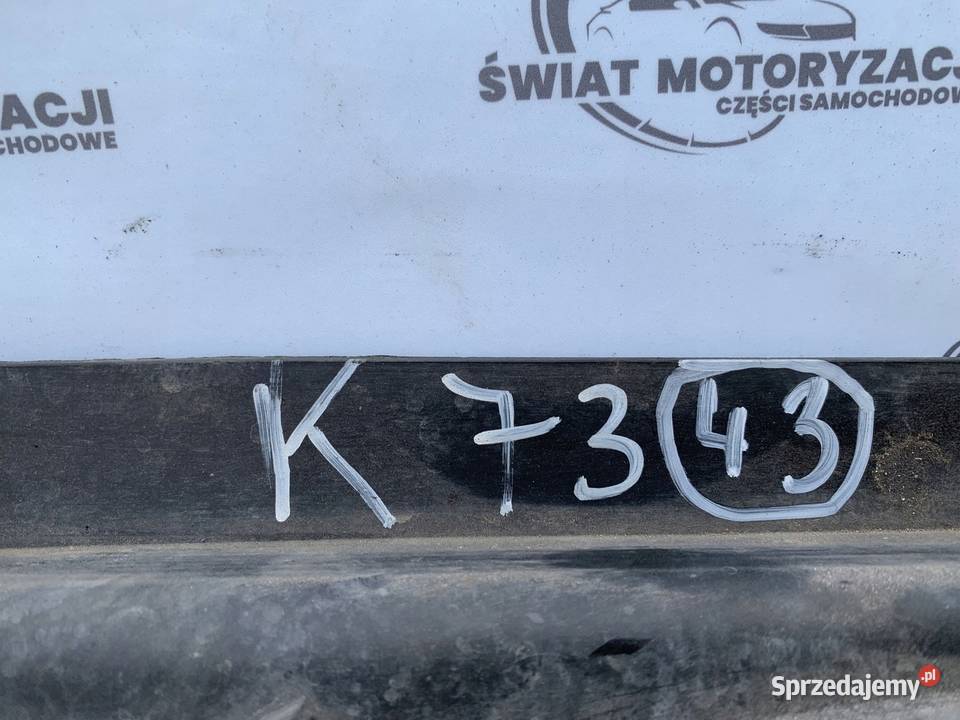 ŚWIAT MOTORYZACJ
CZĘŚCI SAMOCHODOW
ACJI
CHODOWE
K 73 43
Sprzedajemy.pl